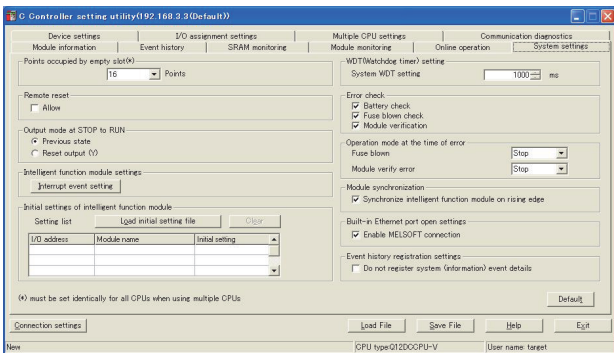 C Controller setting utility(192.168.3.3(Default))
Device settings
I/O assignment settings
Multiple CPU settings
Communication diagnostics
Module information
Event history
SRAM monitoring
Module monitoring
Online operation
System settings
Points occupied by empty slot(*)
16
Points
Remote reset
Allow
Output mode at STOP to RUN
Previous state
Reset output (Y)
Intelligent function module settings
Interrupt event setting
Initial settings of intelligent function module
Setting list
Load initial setting file
Clear
I/O address
Module name
Initial setting
WDT(Watchdog timer) setting
System WDT setting
1000
ms
Error check
Battery check
Fuse blown check
Module verification
Operation mode at the time of error
Fuse blown
Stop
Module verify error
Stop
Module synchronization
Synchronize intelligent function module on rising edge
Built-in Ethernet port open settings
Enable MELSOFT connection
Event history registration settings
Do not register system (information) event details
(*) must be set identically for all CPUs when using multiple CPUs
Default
Connection settings
Load File
Save File
Help
Exit
New
CPU type:Q12DCCPU-V
User name: target